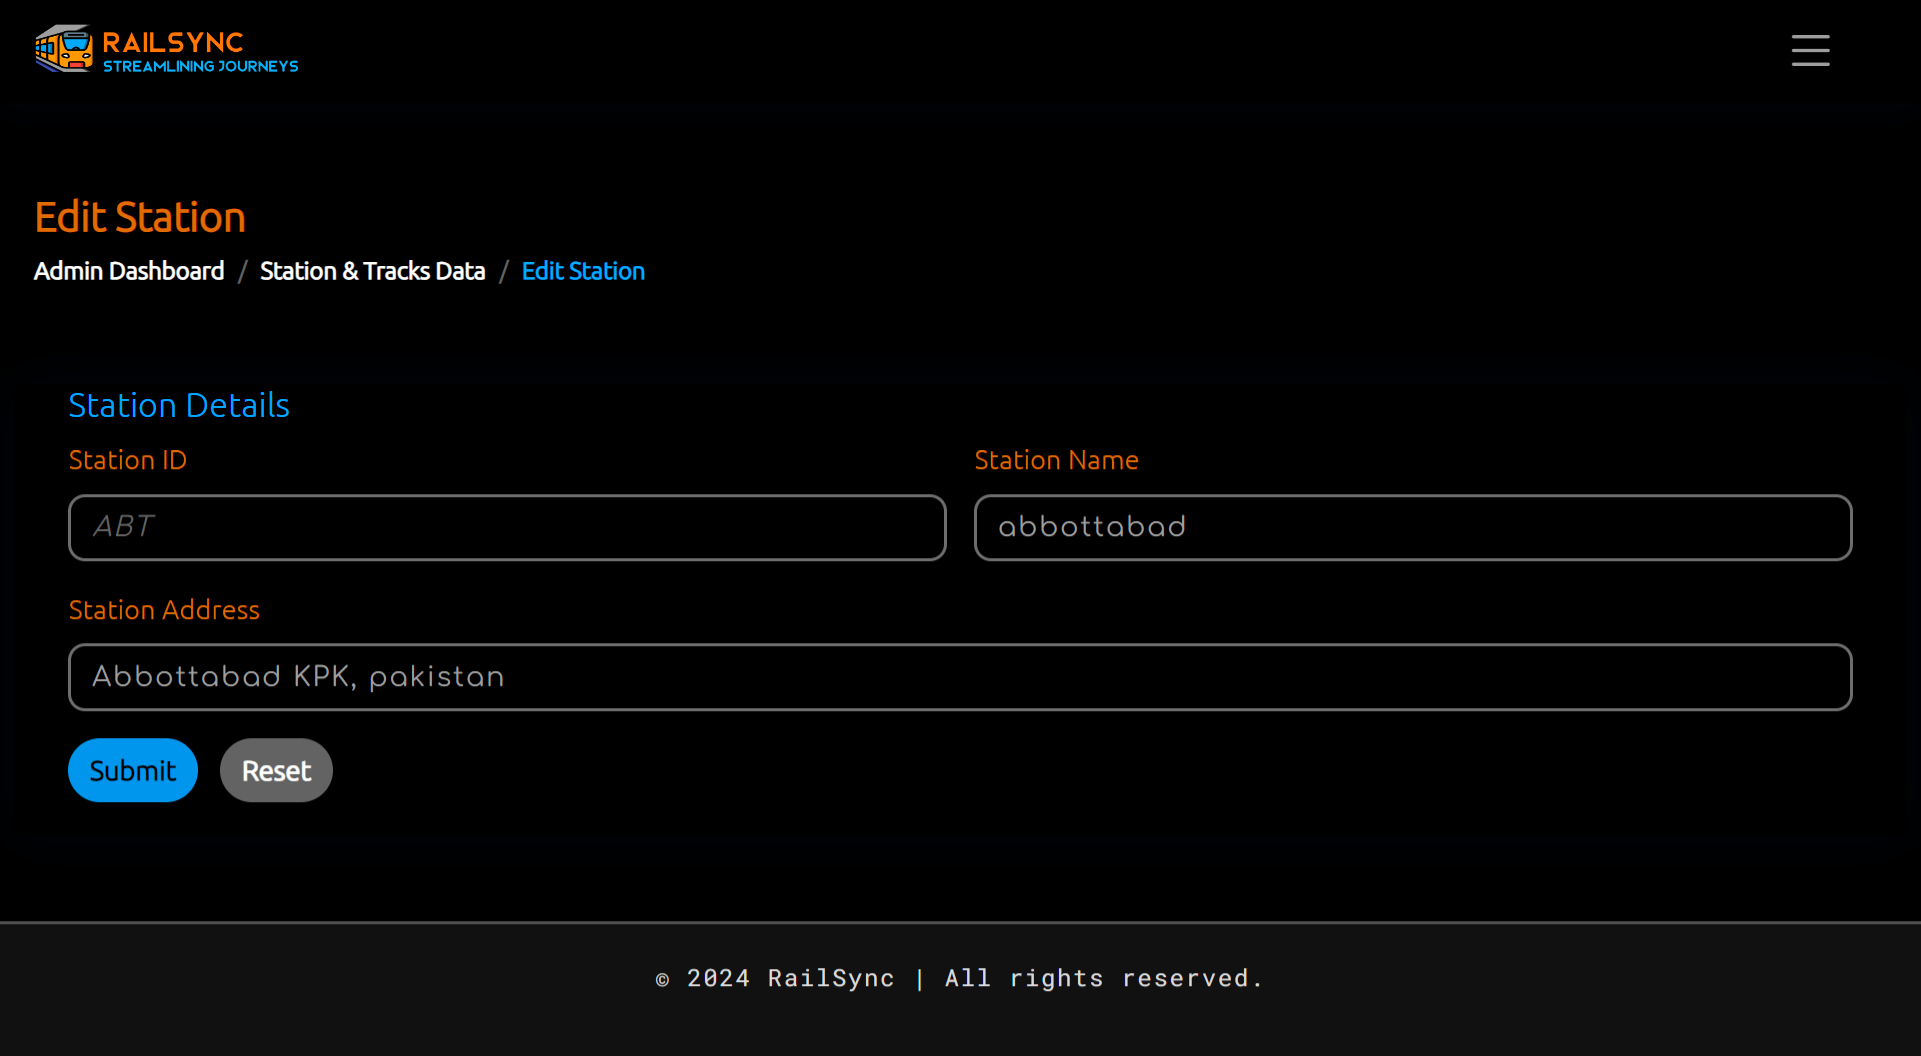 RAILSYNC
STREAMLINING JOURNEYS
Edit Station
Admin Dashboard / Station & Tracks Data / Edit Station
Station Details
Station ID
Station Name
ABT
abbottabad
Station Address
Abbottabad KPK, pakistan
Submit
Reset
© 2024 RailSync | All rights reserved.